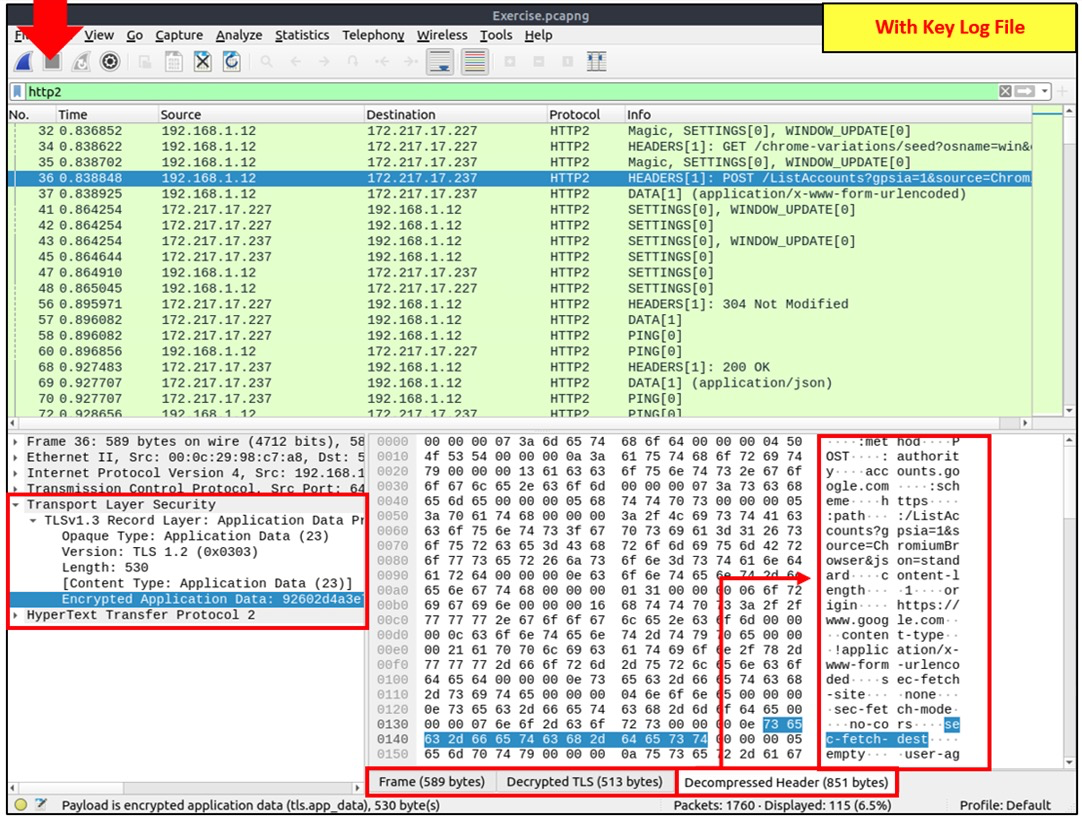 Exercise.pcapng
With Key Log File
View Go Capture Analyze Statistics Telephony Wireless Tools Help
http2
No. Time Source Destination Protocol Info
32 0.836852 192.168.1.12 172.217.17.227 HTTP2 Magic, SETTINGS[0], WINDOW_UPDATE[0]
34 0.838622 192.168.1.12 172.217.17.227 HTTP2 HEADERS[1]: GET /chrome-variations/seed?osname=win&
35 0.838702 192.168.1.12 172.217.17.237 HTTP2 Magic, SETTINGS[0], WINDOW_UPDATE[0]
36 0.838848 192.168.1.12 172.217.17.237 HTTP2 HEADERS[1]: POST /ListAccounts?gpsia=1&source=Chromi
37 0.838925 192.168.1.12 172.217.17.237 HTTP2 DATA[1] (application/x-www-form-urlencoded)
41 0.864254 172.217.17.227 192.168.1.12 HTTP2 SETTINGS[0], WINDOW_UPDATE[0]
42 0.864254 172.217.17.227 192.168.1.12 HTTP2 SETTINGS[0]
43 0.864254 172.217.17.237 192.168.1.12 HTTP2 SETTINGS[0], WINDOW_UPDATE[0]
45 0.864644 172.217.17.237 192.168.1.12 HTTP2 SETTINGS[0]
47 0.864910 192.168.1.12 172.217.17.237 HTTP2 SETTINGS[0]
48 0.865045 192.168.1.12 172.217.17.227 HTTP2 SETTINGS[0]
56 0.895971 172.217.17.227 192.168.1.12 HTTP2 HEADERS[1]: 304 Not Modified
57 0.896082 172.217.17.227 192.168.1.12 HTTP2 DATA[1]
58 0.896082 172.217.17.227 192.168.1.12 HTTP2 PING[0]
60 0.896856 192.168.1.12 172.217.17.227 HTTP2 PING[0]
68 0.927483 172.217.17.237 192.168.1.12 HTTP2 HEADERS[1]: 200 OK
69 0.927707 172.217.17.237 192.168.1.12 HTTP2 DATA[1] (application/json)
70 0.927707 172.217.17.237 192.168.1.12 HTTP2 PING[0]
72 0.928656 192.168.1.12 172.217.17.237 HTTP2 PING[0]
Frame 36: 589 bytes on wire (4712 bits), 58
Ethernet II, Src: 00:0c:29:98:c7:a8, Dst: 5
Internet Protocol Version 4, Src: 192.168.1
Transmission Control Protocol, Src Port: 64
Transport Layer Security
TLSv1.3 Record Layer: Application Data Pr
Opaque Type: Application Data (23)
Version: TLS 1.2 (0x0303)
Length: 530
[Content Type: Application Data (23)]
Encrypted Application Data: 92602d4a3e
HyperText Transfer Protocol 2
0000 00 00 00 07 3a 6d 65 74 68 6f 64 00 00 00 04 50 ····:met hod····P
0010 4f 53 54 00 00 00 0a 3a 61 75 74 68 6f 72 69 74 OST····: authorit
0020 79 00 00 00 13 61 63 63 6f 75 6e 74 73 2e 67 6f y····acc ounts.go
0030 6f 67 6c 65 2e 63 6f 6d 00 00 00 07 3a 73 63 68 ogle.com ····:sch
0040 65 6d 65 00 00 00 05 68 74 74 70 73 00 00 00 05 eme····h ttps····
0050 3a 70 61 74 68 00 00 00 3a 2f 4c 69 73 74 41 63 :path··· :/ListAc
0060 63 6f 75 6e 74 73 3f 67 70 73 69 61 3d 31 26 73 counts?g psia=1&s
0070 6f 75 72 63 65 3d 43 68 72 6f 6d 69 75 6d 42 72 ource=Ch romiumBr
0080 6f 77 73 65 72 26 6a 73 6f 6e 3d 73 74 61 6e 64 owser&js on=stand
0090 61 72 64 00 00 00 0e 63 6f 6e 74 65 6e 74 2d 6c ard····c ontent-l
00a0 65 6e 67 74 68 00 00 00 01 31 00 00 00 06 6f 72 ength··· ·1····or
00b0 69 67 69 6e 00 00 00 16 68 74 74 70 73 3a 2f 2f igin···· https://
00c0 77 77 77 2e 67 6f 6f 67 6c 65 2e 63 6f 6d 00 00 www.goog le.com··
00d0 00 0c 63 6f 6e 74 65 6e 74 2d 74 79 70 65 00 00 ··conten t-type··
00e0 00 21 61 70 70 6c 69 63 61 74 69 6f 6e 2f 78 2d ·!applic ation/x-
00f0 77 77 77 2d 66 6f 72 6d 2d 75 72 6c 65 6e 63 6f www-form -urlenco
0100 64 65 64 00 00 00 0e 73 65 63 2d 66 65 74 63 68 ded····s ec-fetch
0110 2d 73 69 74 65 00 00 00 04 6e 6f 6e 65 00 00 00 -site··· ·none···
0120 0e 73 65 63 2d 66 65 74 63 68 2d 6d 6f 64 65 00 ·sec-fet ch-mode·
0130 00 00 07 6e 6f 2d 63 6f 72 73 00 00 00 0e 73 65 ···no-co rs····se
0140 63 2d 66 65 74 63 68 2d 64 65 73 74 00 00 00 05 c-fetch- dest····
0150 65 6d 70 74 79 00 00 00 0a 75 73 65 72 2d 61 67 empty··· ·user-ag
Frame (589 bytes) Decrypted TLS (513 bytes) Decompressed Header (851 bytes)
Payload is encrypted application data (tls.app_data), 530 byte(s) Packets: 1760 · Displayed: 115 (6.5%) Profile: Default